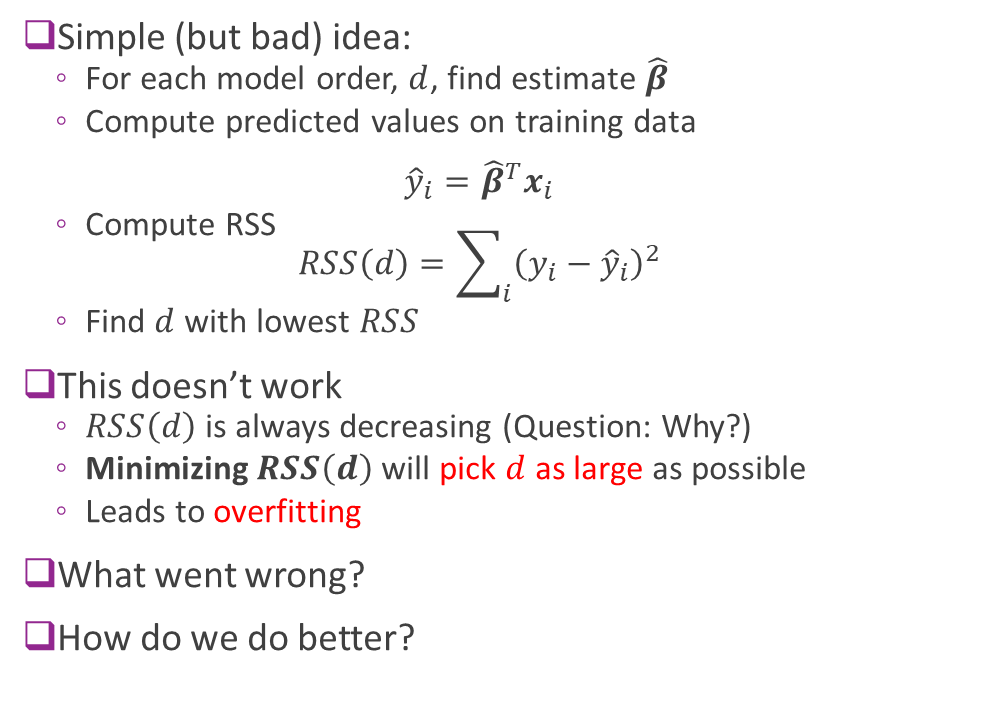 ❑Simple (but bad) idea:
◦ For each model order, 𝑑, find estimate 𝜷̂
◦ Compute predicted values on training data
ŷᵢ = 𝜷̂ᵀ𝒙ᵢ
◦ Compute RSS
𝑅𝑆𝑆(𝑑) = ∑ᵢ(yᵢ − ŷᵢ)²
◦ Find 𝑑 with lowest 𝑅𝑆𝑆
❑This doesn’t work
◦ 𝑅𝑆𝑆(𝑑) is always decreasing (Question: Why?)
◦ Minimizing 𝑹𝑺𝑺(𝒅) will pick 𝑑 as large as possible
◦ Leads to overfitting
❑What went wrong?
❑How do we do better?